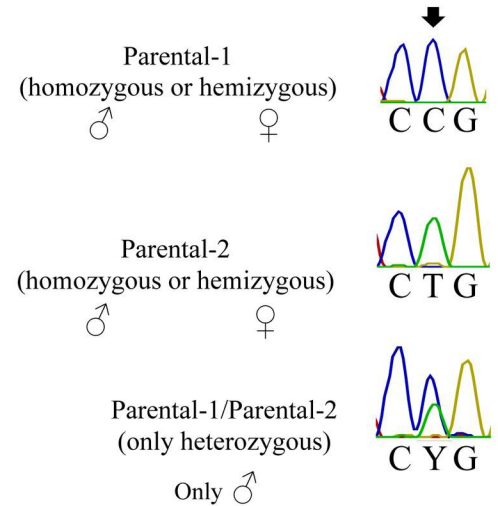 Parental-1
(homozygous or hemizygous)
♂ ♀
C C G
Parental-2
(homozygous or hemizygous)
♂ ♀
C T G
Parental-1/Parental-2
(only heterozygous)
Only ♂
C Y G